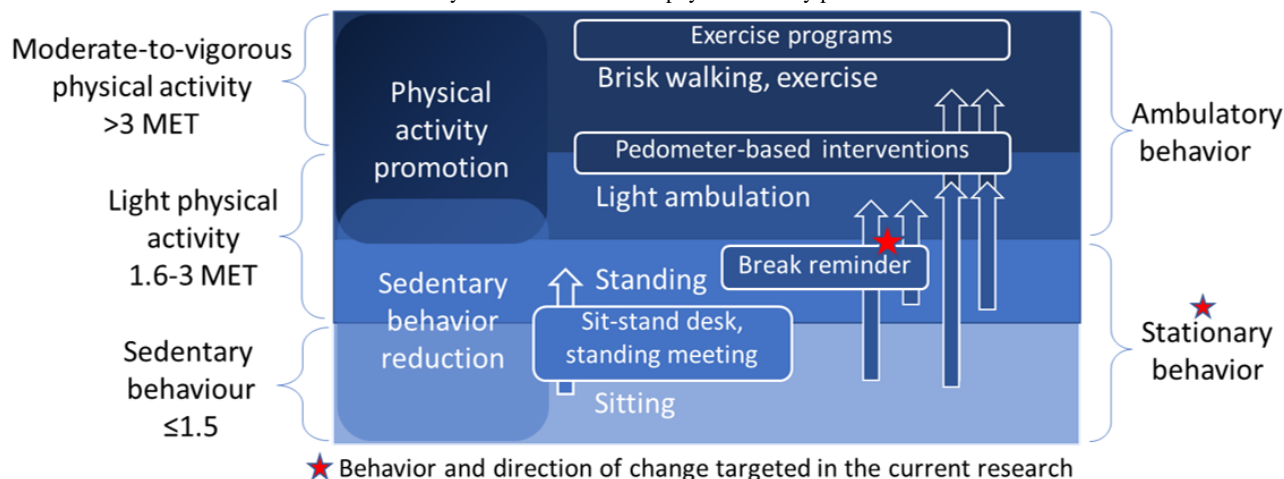 Moderate-to-vigorous
physical activity
>3 MET
Light physical
activity
1.6-3 MET
Sedentary
behaviour
≤1.5
Physical
activity
promotion
Sedentary
behavior
reduction
Exercise programs
Brisk walking, exercise
Pedometer-based interventions
Light ambulation
Break reminder
Standing
Sit-stand desk,
standing meeting
Sitting
Ambulatory
behavior
Stationary
behavior
Behavior and direction of change targeted in the current research